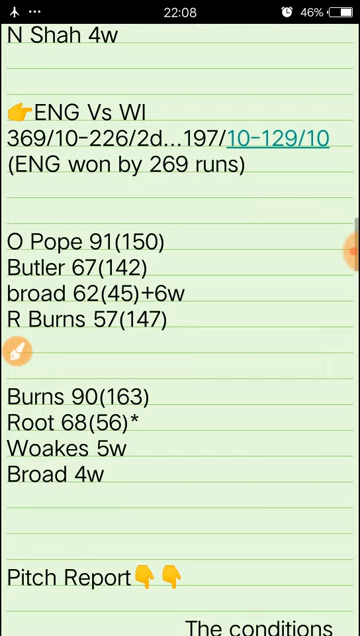 22:08
46%
N Shah 4w
👉ENG Vs WI
369/10-226/2d...197/10-129/10
(ENG won by 269 runs)
O Pope 91(150)
Butler 67(142)
broad 62(45)+6w
R Burns 57(147)
Burns 90(163)
Root 68(56)*
Woakes 5w
Broad 4w
Pitch Report👇👇
The conditions